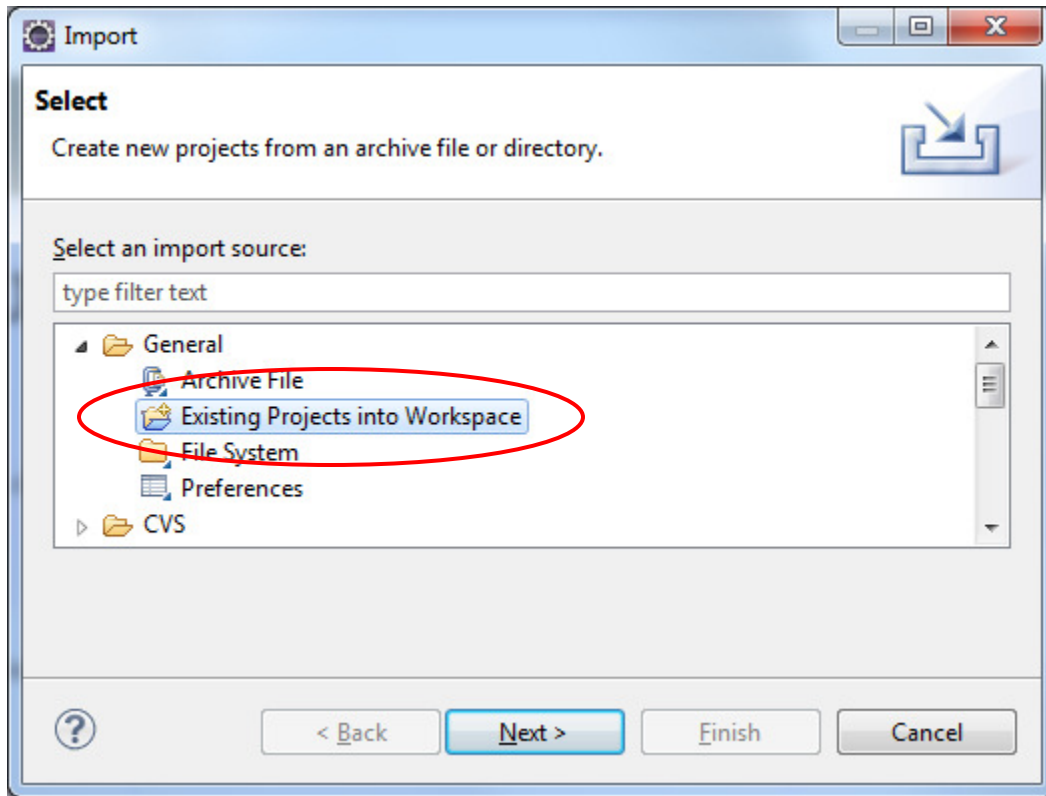 Import
Select
Create new projects from an archive file or directory.
Select an import source:
type filter text
General
Archive File
Existing Projects into Workspace
File System
Preferences
CVS
? < Back Next > Finish Cancel